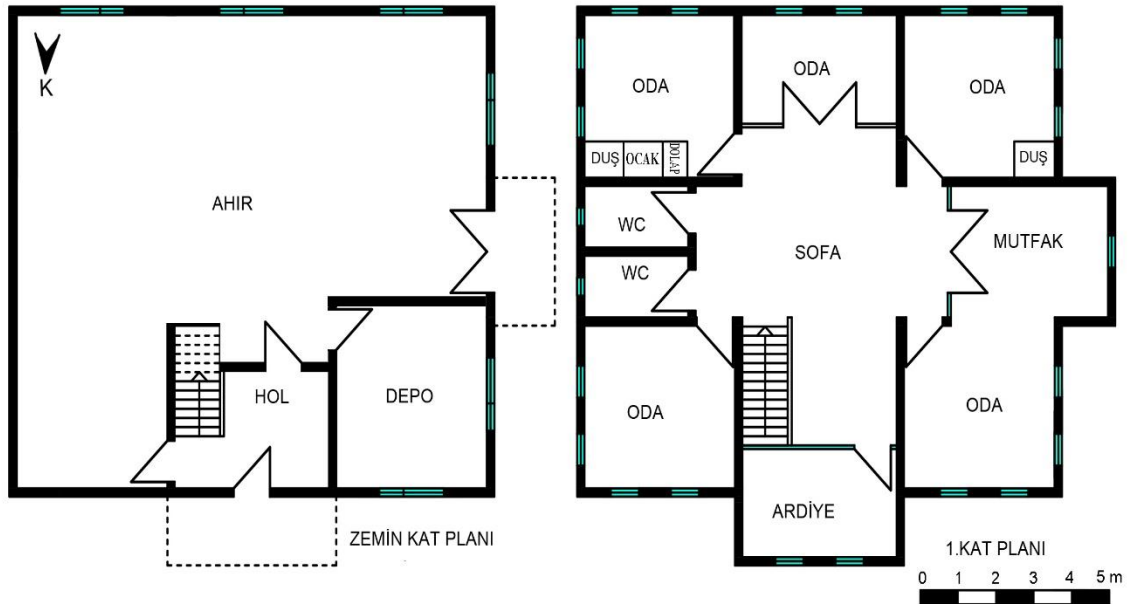 K
AHIR
HOL
DEPO
ZEMİN KAT PLANI
ODA
ODA
ODA
DUŞ
OCAK
DOLAP
DUŞ
WC
SOFA
MUTFAK
WC
ODA
ODA
ARDİYE
1.KAT PLANI
0 1 2 3 4 5 m